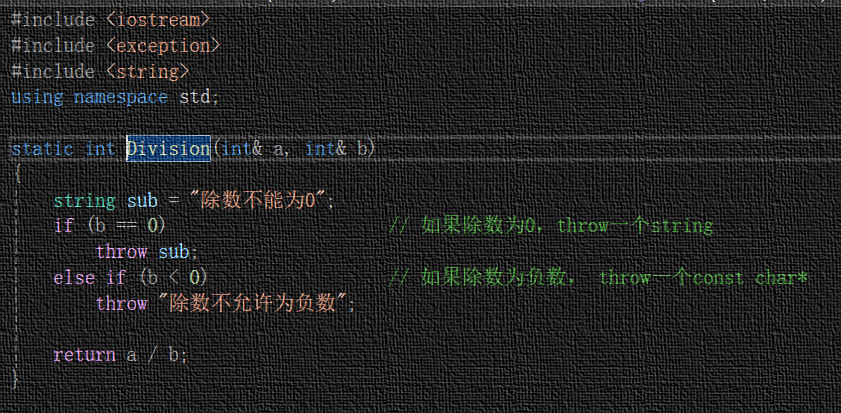 #include <iostream>
#include <exception>
#include <string>
using namespace std;
static int Division(int& a, int& b)
{
string sub = "除数不能为0";
if (b == 0) // 如果除数为0，throw一个string
throw sub;
else if (b < 0) // 如果除数为负数， throw一个const char*
throw "除数不允许为负数";
return a / b;
}